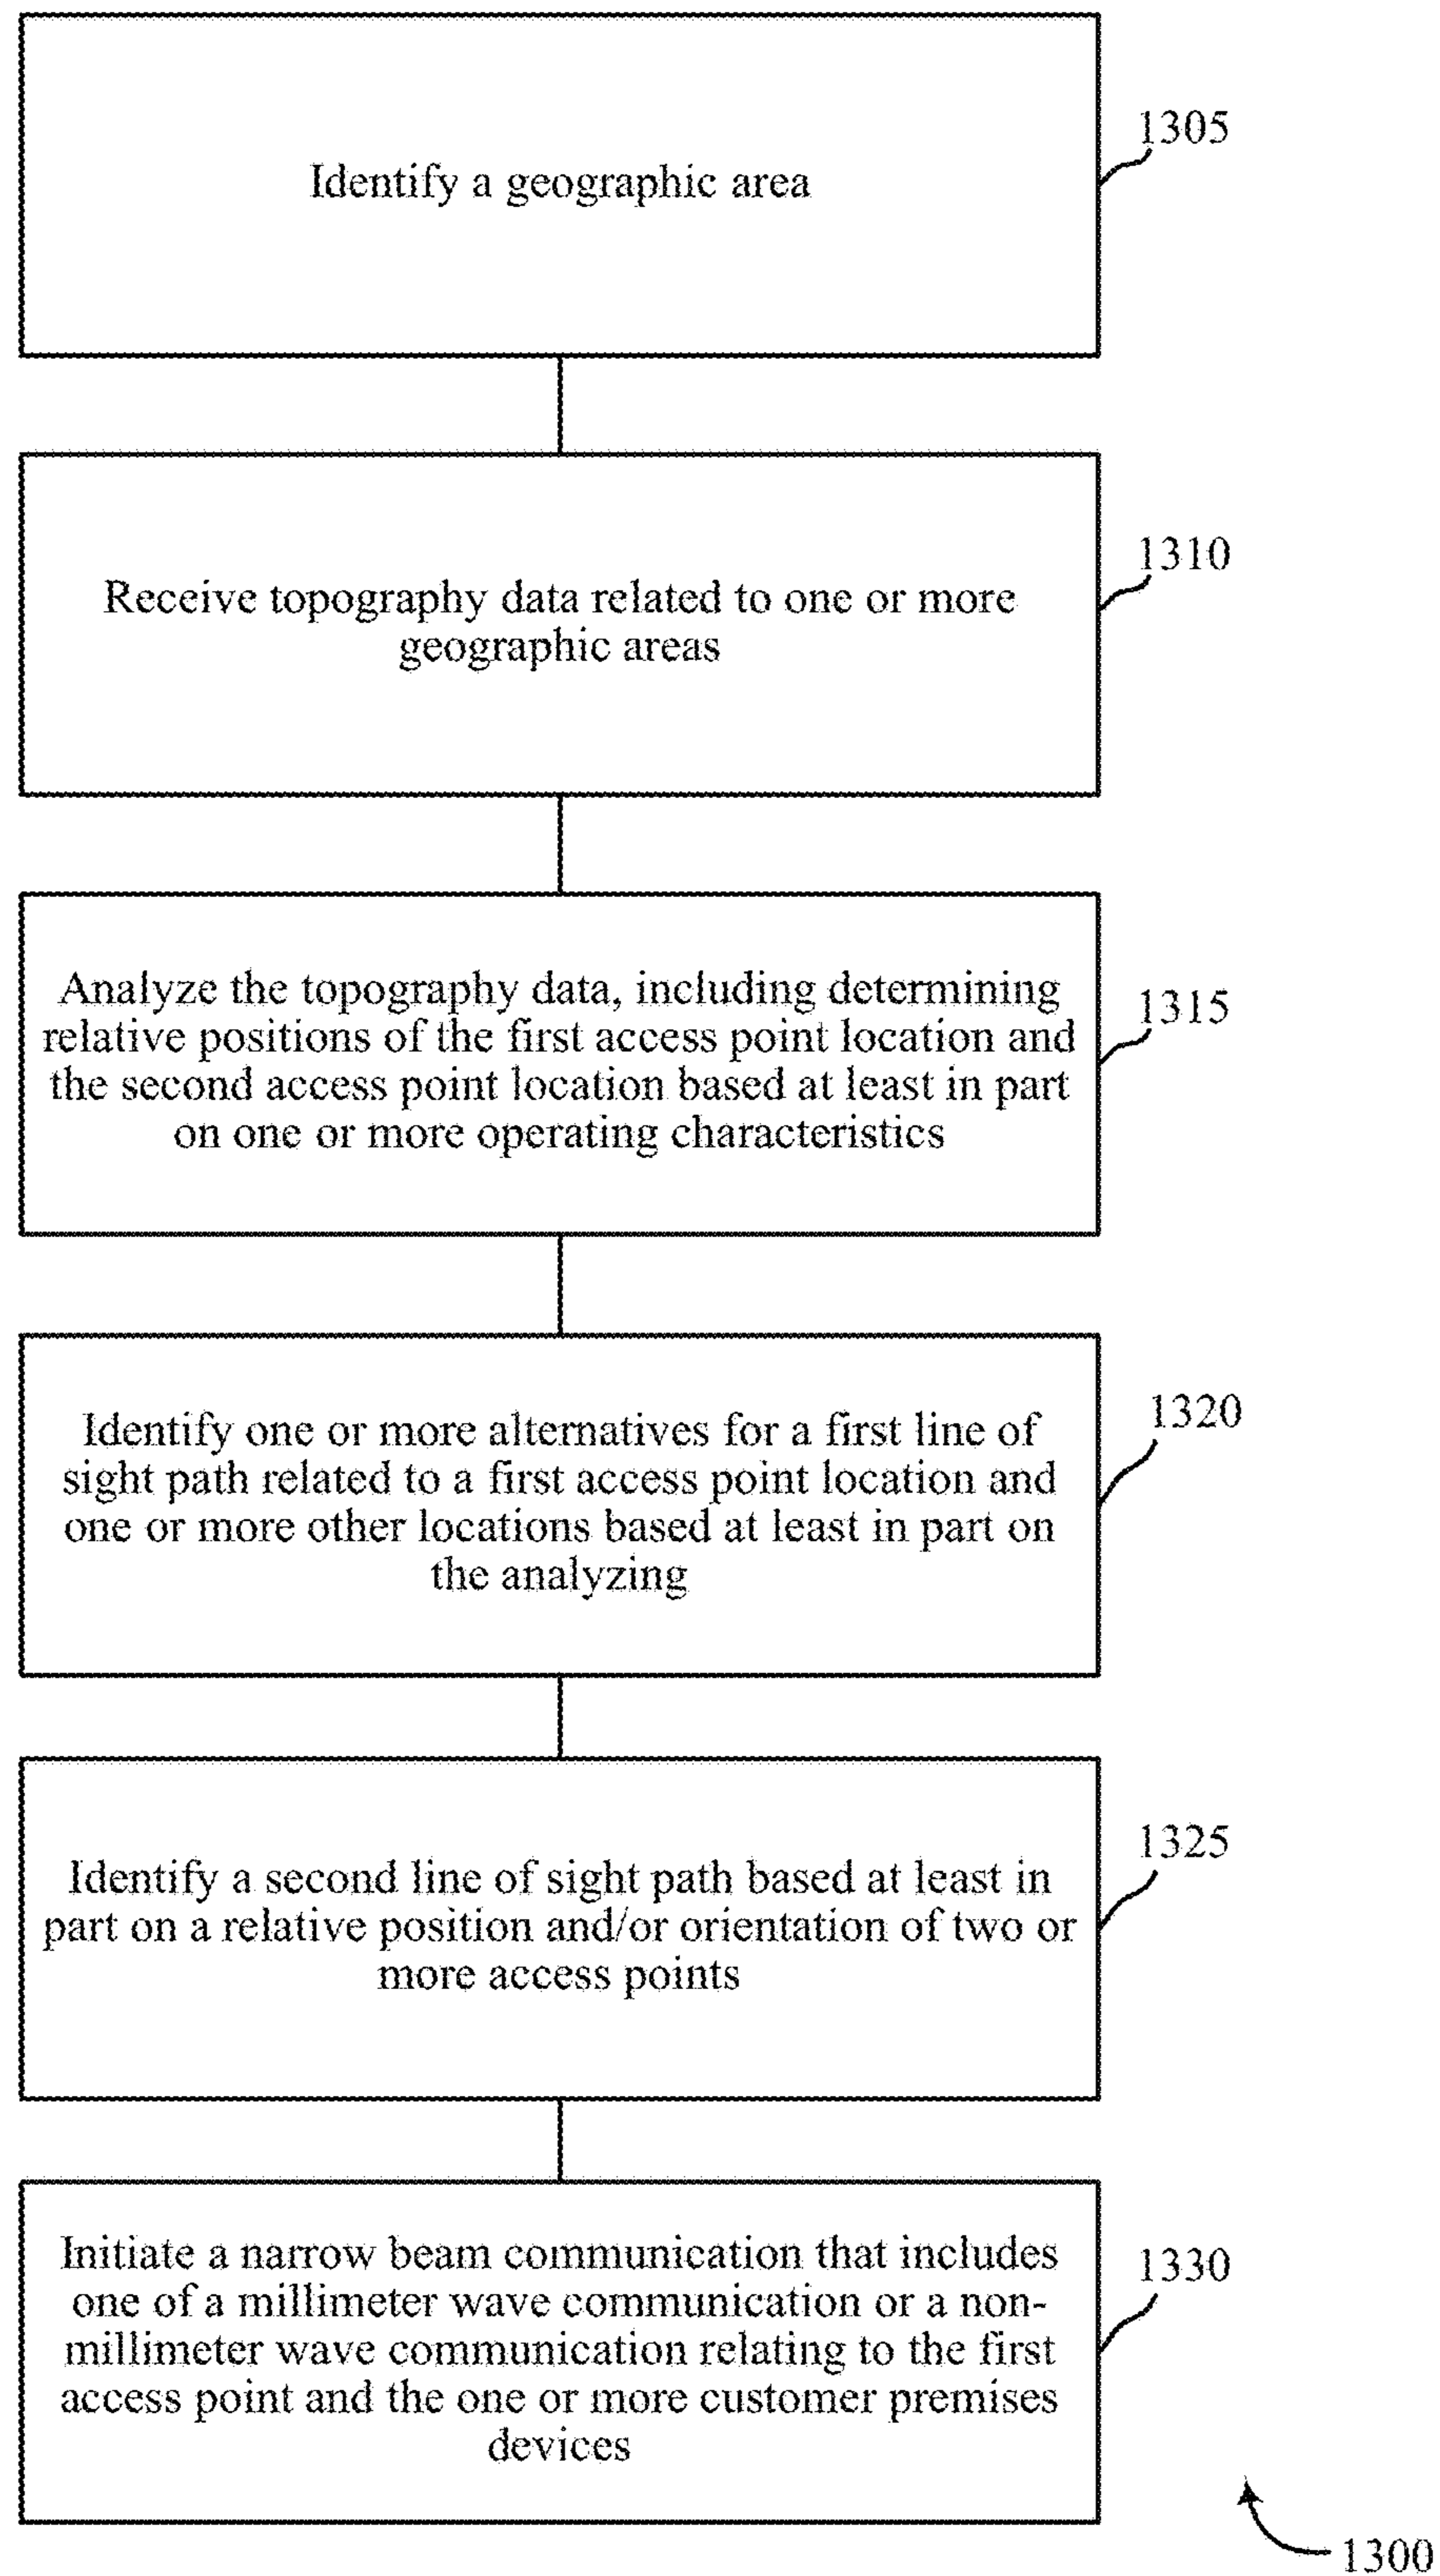 Identify a geographic area
1305
Receive topography data related to one or more
geographic areas
1310
Analyze the topography data, including determining
relative positions of the first access point location and
the second access point location based at least in part
on one or more operating characteristics
1315
Identify one or more alternatives for a first line of
sight path related to a first access point location and
one or more other locations based at least in part on
the analyzing
1320
Identify a second line of sight path based at least in
part on a relative position and/or orientation of two or
more access points
1325
Initiate a narrow beam communication that includes
one of a millimeter wave communication or a non-
millimeter wave communication relating to the first
access point and the one or more customer premises
devices
1330
1300